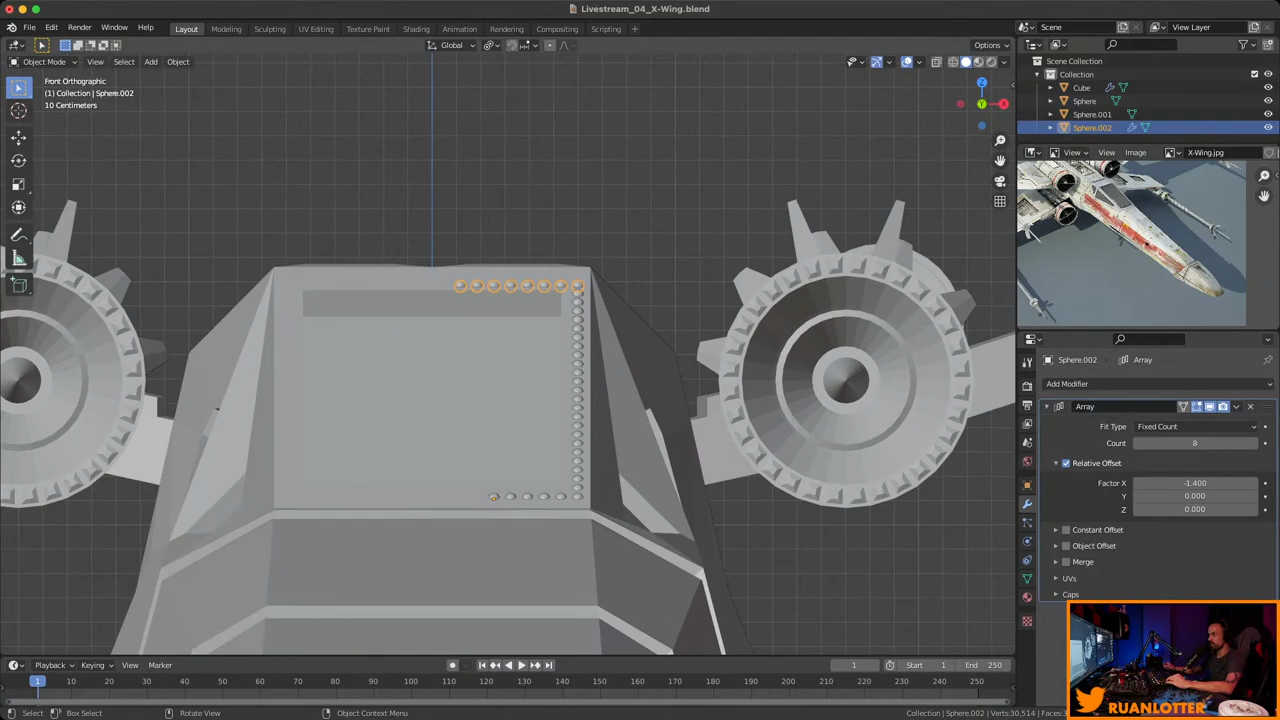 Livestream_04_X-Wing.blend
File Edit Render Window Help
Layout Modeling Sculpting UV Editing Texture Paint Shading Animation Rendering Compositing Scripting
Scene
View Layer
Global
Options
Object Mode View Select Add Object
Front Orthographic
(1) Collection | Sphere.002
10 Centimeters
Z
Y
X
Scene Collection
Collection
Cube
Sphere
Sphere.001
Sphere.002
View View Image X-Wing.jpg
Sphere.002 Array
Add Modifier
Array
Fit Type Fixed Count
Count 8
Relative Offset
Factor X -1.400
Y 0.000
Z 0.000
Constant Offset
Object Offset
Merge
UVs
Caps
RUANLOTTER
Playback Keying View Marker
1 Start 1 End 250
1 10 20 30 40 50 60 70 80 90 100 110 120 130 140 150 160 170 180 190 200 210 220 230 240 250
Select Box Select Rotate View Object Context Menu
Collection | Sphere.002 | Verts:30,514